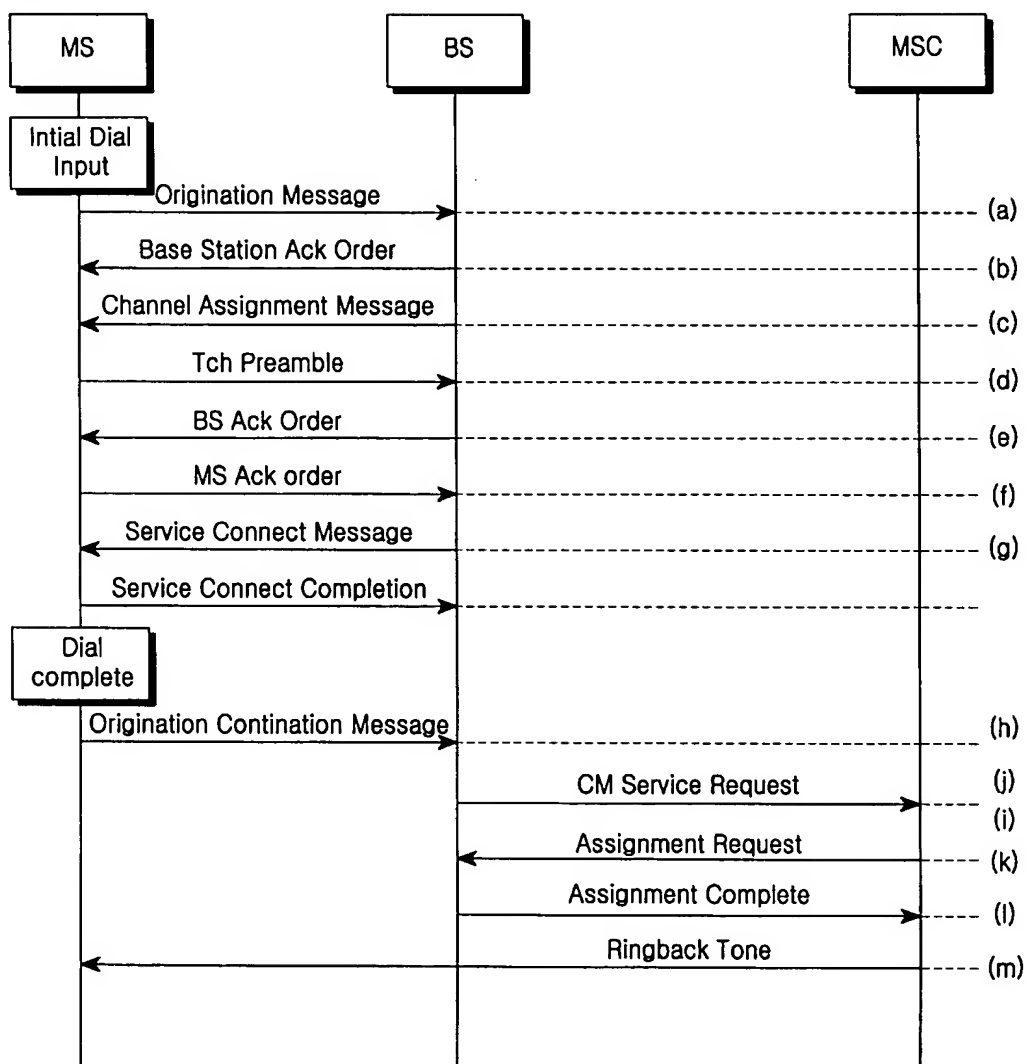 MS
BS
MSC
Intial Dial
Input
Origination Message
(a)
Base Station Ack Order
(b)
Channel Assignment Message
(c)
Tch Preamble
(d)
BS Ack Order
(e)
MS Ack order
(f)
Service Connect Message
(g)
Service Connect Completion
Dial
complete
Origination Contination Message
(h)
CM Service Request
(j)
(i)
Assignment Request
(k)
Assignment Complete
(l)
Ringback Tone
(m)